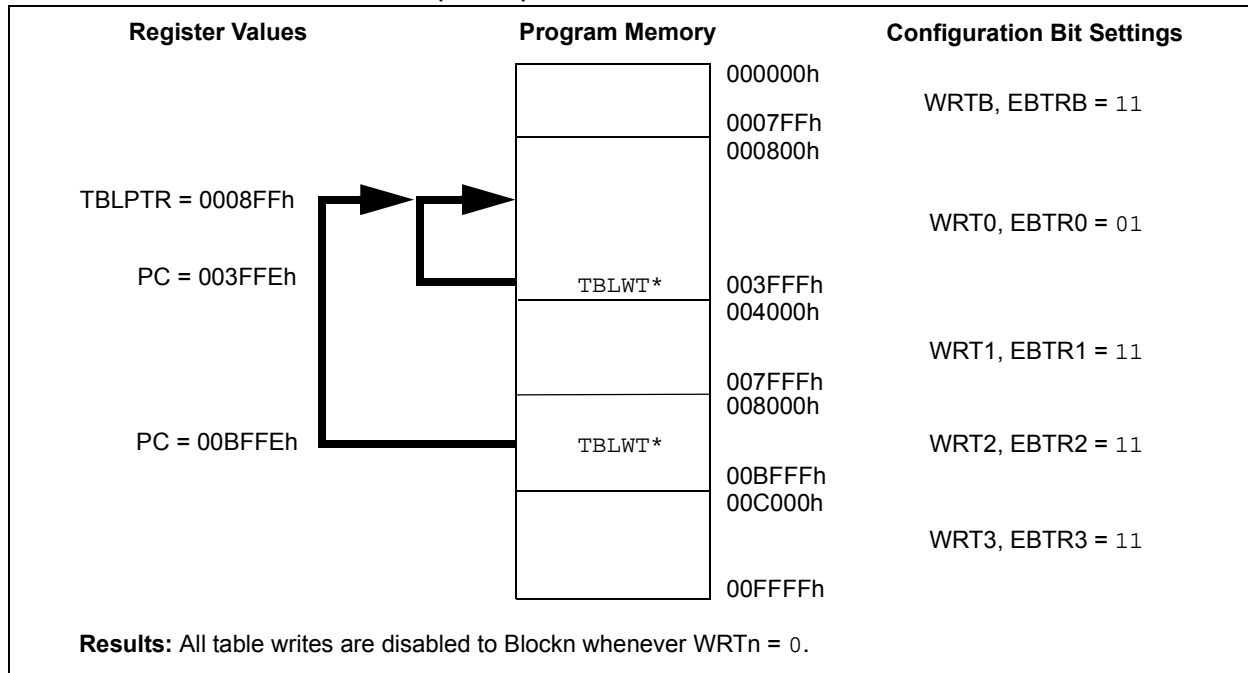 Register Values Program Memory Configuration Bit Settings
000000h
WRTB, EBTRB = 11
0007FFh
000800h
TBLPTR = 0008FFh
WRT0, EBTR0 = 01
PC = 003FFEh TBLWT* 003FFFh
004000h
WRT1, EBTR1 = 11
007FFFh
008000h
PC = 00BFFEh TBLWT* WRT2, EBTR2 = 11
00BFFFh
00C000h
WRT3, EBTR3 = 11
00FFFFh
Results: All table writes are disabled to Blockn whenever WRTn = 0.